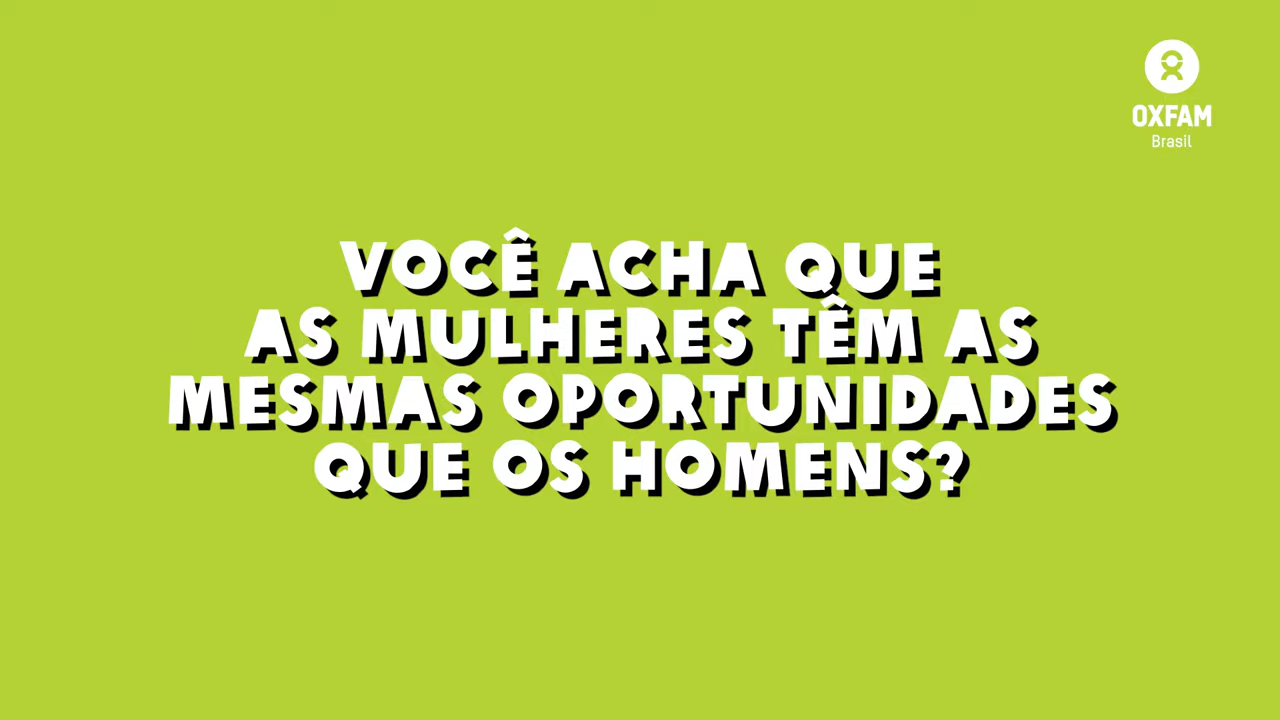 OXFAM
Brasil
VOCÊ ACHA QUE
AS MULHERES TÊM AS
MESMAS OPORTUNIDADES
QUE OS HOMENS?